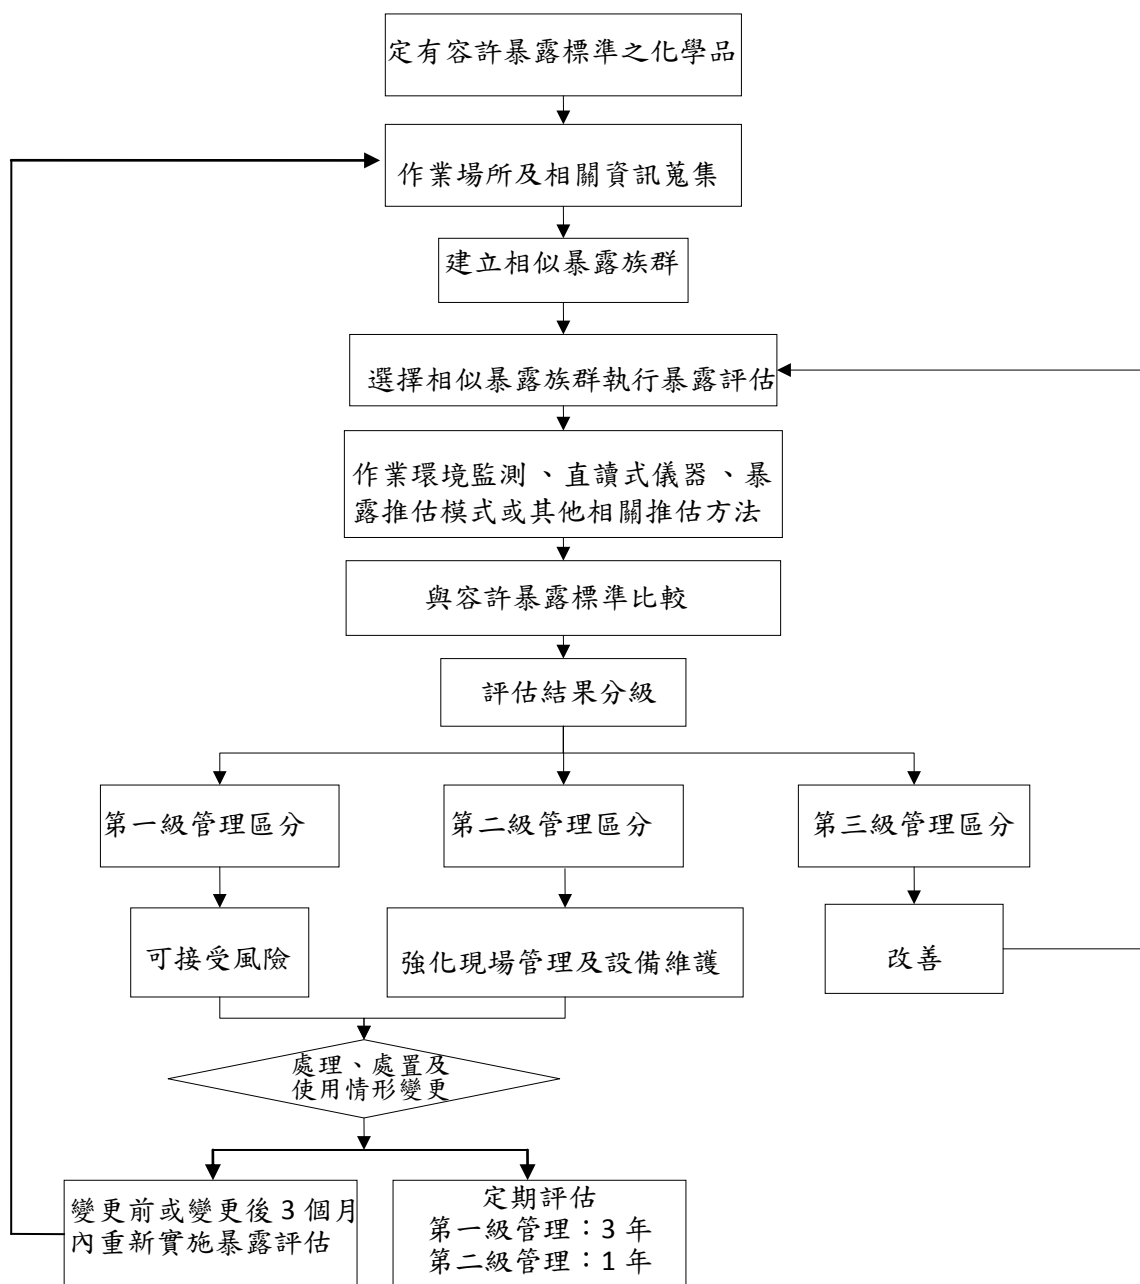 定有容許暴露標準之化學品
作業場所及相關資訊蒐集
建立相似暴露族群
選擇相似暴露族群執行暴露評估
作業環境監測、直讀式儀器、暴
露推估模式或其他相關推估方法
與容許暴露標準比較
評估結果分級
第一級管理區分
第二級管理區分
第三級管理區分
可接受風險
強化現場管理及設備維護
改善
處理、處置及
使用情形變更
變更前或變更後 3 個月
內重新實施暴露評估
定期評估
第一級管理：3 年
第二級管理：1 年